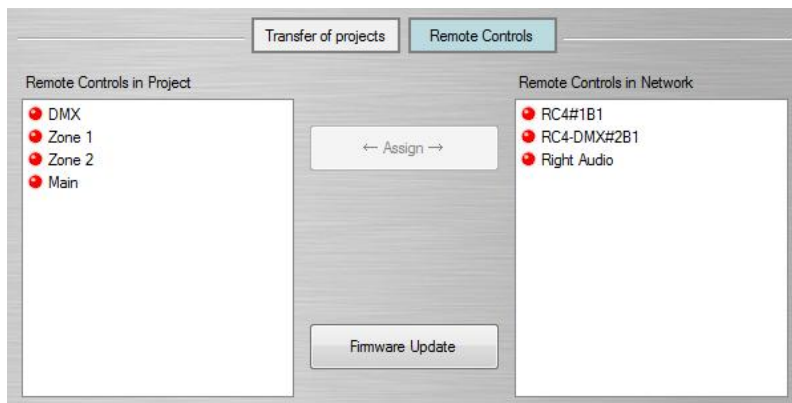 Transfer of projects
Remote Controls
Remote Controls in Project
DMX
Zone 1
Zone 2
Main
← Assign →
Firmware Update
Remote Controls in Network
RC4#1B1
RC4-DMX#2B1
Right Audio